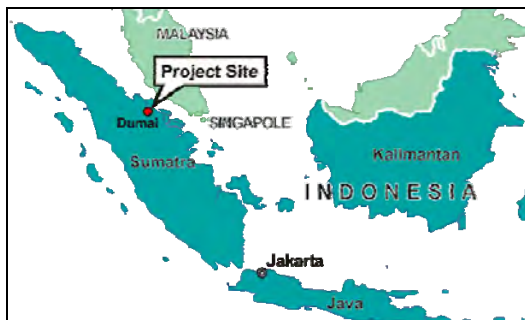 MALAYSIA
Project Site
Dumai
SINGAPOLE
Sumatra
Kalimantan
INDONESIA
Jakarta
Java